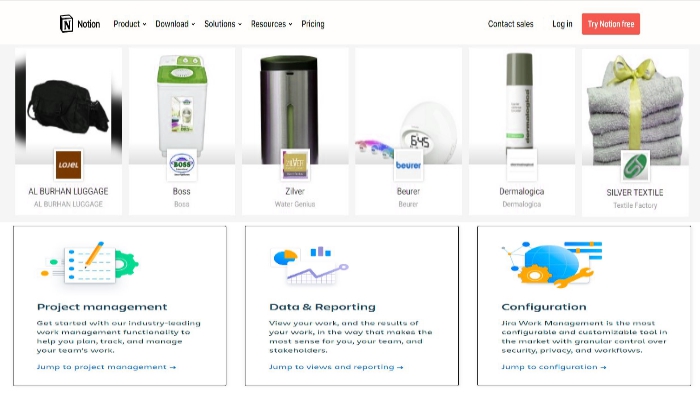 Notion
Product
Download
Solutions
Resources
Pricing
Contact sales
Log in
Try Notion free
LOJEL
BOSS
ZILVER
645
beurer
dermalogica
AL BURHAN LUGGAGE
AL BURHAN LUGGAGE
Boss
Boss
Zilver
Water Genius
Beurer
Beurer
Dermalogica
Dermalogica
SILVER TEXTILE
Textile Factory
Project management
Get started with our industry-leading
work management functionality to
help you plan, track, and manage
your team's work.
Jump to project management →
Data & Reporting
View your work, and the results of
your work, in the way that makes the
most sense for you, your team, and
stakeholders.
Jump to views and reporting →
Configuration
Jira Work Management is the most
configurable and customizable tool in
the market with granular control over
security, privacy, and workflows.
Jump to configuration →